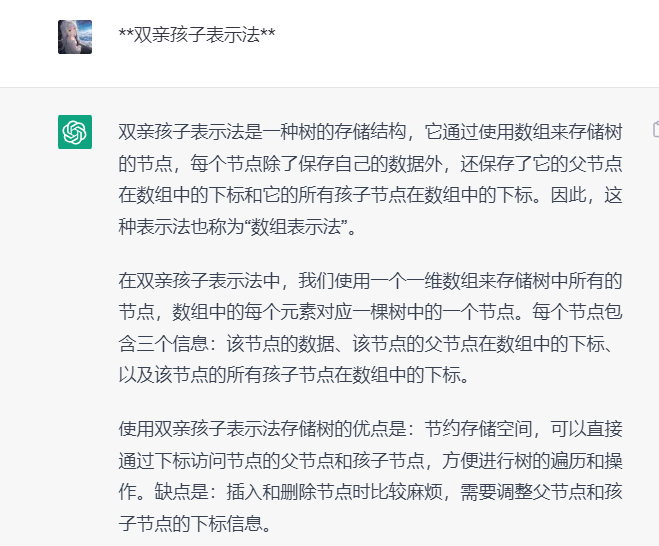 **双亲孩子表示法**
双亲孩子表示法是一种树的存储结构，它通过使用数组来存储树
的节点，每个节点除了保存自己的数据外，还保存了它的父节点
在数组中的下标和它的所有孩子节点在数组中的下标。因此，这
种表示法也称为“数组表示法”。
在双亲孩子表示法中，我们使用一个一维数组来存储树中所有的
节点，数组中的每个元素对应一棵树中的一个节点。每个节点包
含三个信息：该节点的数据、该节点的父节点在数组中的下标、
以及该节点的所有孩子节点在数组中的下标。
使用双亲孩子表示法存储树的优点是：节约存储空间，可以直接
通过下标访问节点的父节点和孩子节点，方便进行树的遍历和操
作。缺点是：插入和删除节点时比较麻烦，需要调整父节点和孩
子节点的下标信息。